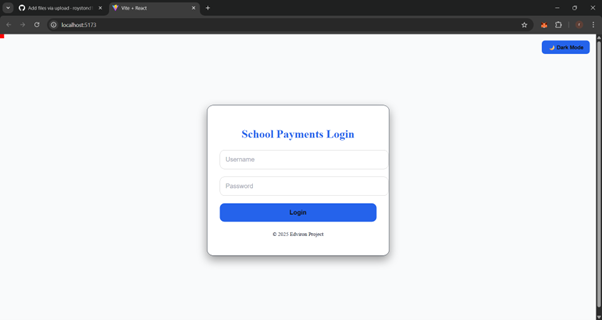 Add files via upload · royston/
Vite + React
localhost:5173
🌙 Dark Mode
School Payments Login
Username
Password
Login
© 2025 Edviron Project